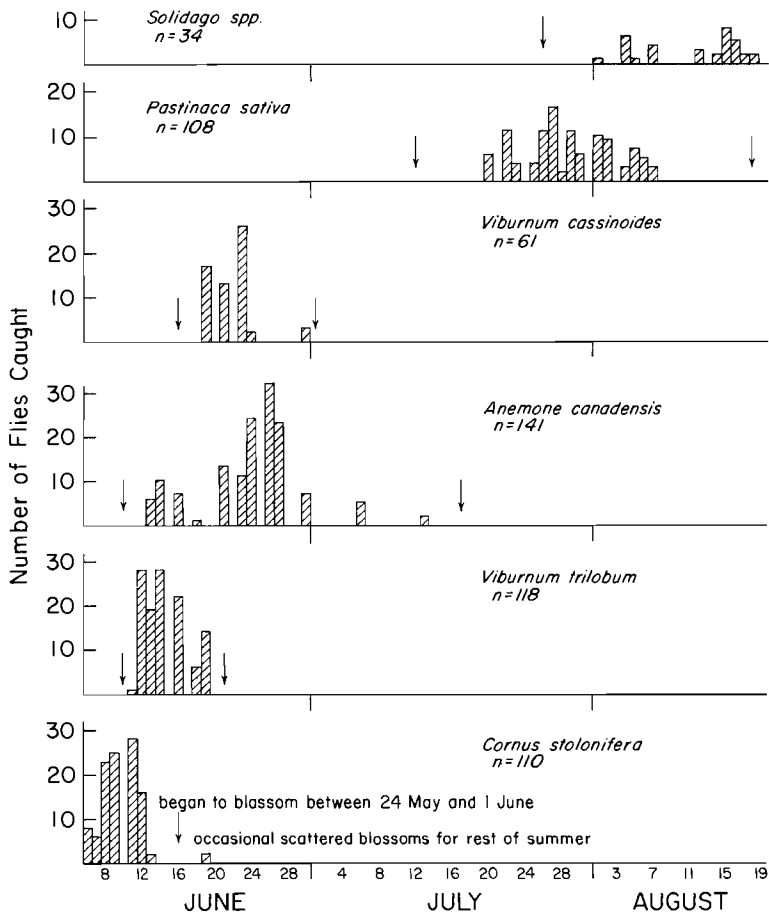 Number of Flies Caught
10
Solidago spp.
n=34
20
10
Pastinaca sativa
n=108
30
20
10
Viburnum cassinoides
n=61
30
20
10
Anemone canadensis
n=141
30
20
10
Viburnum trilobum
n=118
30
20
10
Cornus stolonifera
n=110
began to blassom between 24 May and 1 June
occasional scattered blossoms for rest of summer
8 12 16 20 24 28 4 8 12 16 20 24 28 3 7 11 15 19
JUNE JULY AUGUST